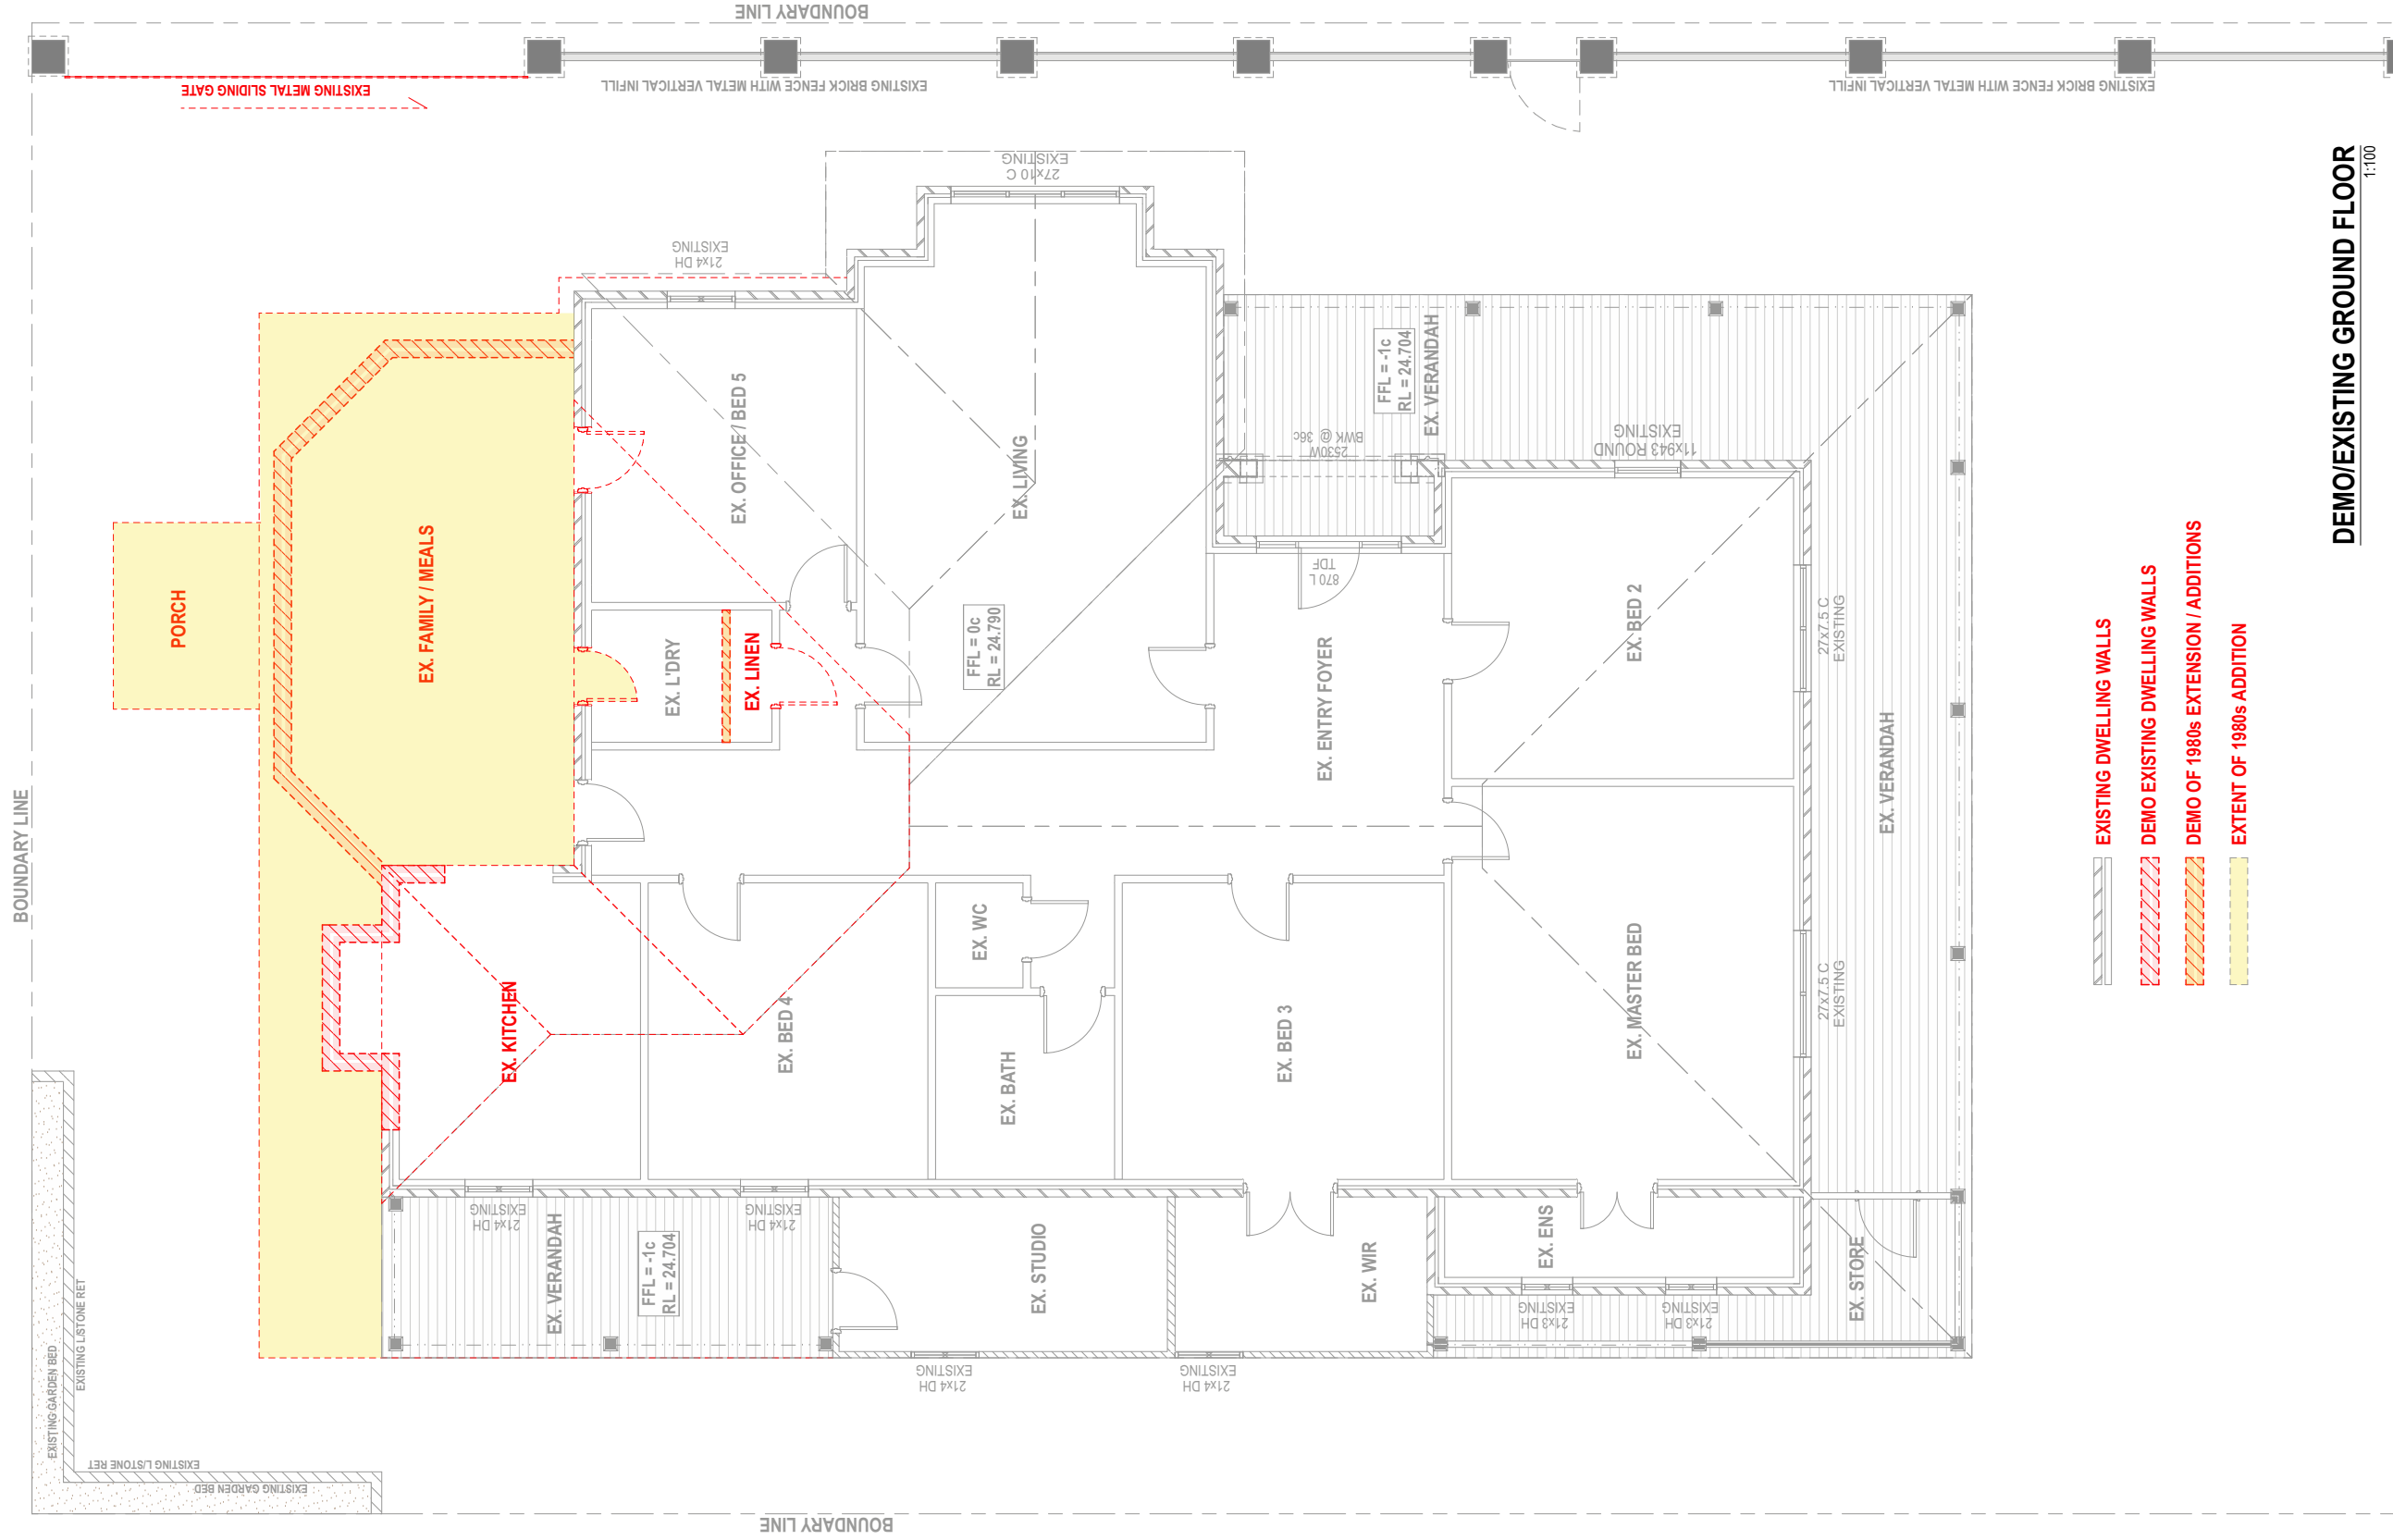 BOUNDARY LINE
EXISTING METAL SLIDING GATE
EXISTING BRICK FENCE WITH METAL VERTICAL INFILL
EXISTING BRICK FENCE WITH METAL VERTICAL INFILL
27x10 C
EXISTING
21x4 DH
EXISTING
PORCH
EX. FAMILY / MEALS
EX. OFFICE / BED 5
EX. LIVING
EX. L'DRY
EX. LINEN
FFL = 0c
RL = 24.790
2530W
BWK @ 36c
FFL = -1c
RL = 24.704
EX. VERANDAH
11x943 ROUND
EXISTING
870 L
TDF
EX. ENTRY FOYER
EX. BED 2
27x7.5 C
EXISTING
EX. VERANDAH
BOUNDARY LINE
EX. KITCHEN
EX. BED 4
EX. WC
EX. BATH
EX. BED 3
EX. MASTER BED
27x7.5 C
EXISTING
21x4 DH
EXISTING
21x4 DH
EXISTING
EX. VERANDAH
FFL = -1c
RL = 24.704
EX. STUDIO
EX. WIR
EX. ENS
EX. STORE
21x3 DH
EXISTING
21x3 DH
EXISTING
21x4 DH
EXISTING
21x4 DH
EXISTING
EXISTING GARDEN BED
EXISTING L/STONE RET
EXISTING L/STONE RET
EXISTING GARDEN BED
BOUNDARY LINE
EXISTING DWELLING WALLS
DEMO EXISTING DWELLING WALLS
DEMO OF 1980s EXTENSION / ADDITIONS
EXTENT OF 1980s ADDITION
DEMO/EXISTING GROUND FLOOR
1:100